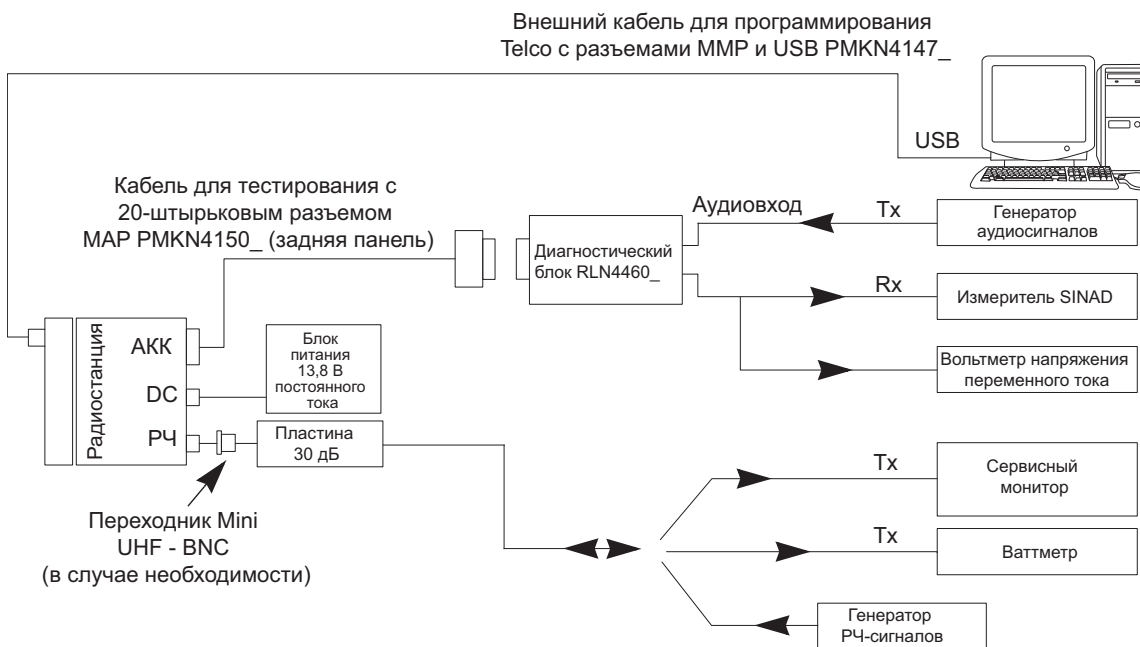 Внешний кабель для программирования
Telco с разъемами MMP и USB PMKN4147_
USB
Кабель для тестирования с
20-штырьковым разъемом
MAP PMKN4150_ (задняя панель)
Диагностический
блок RLN4460_
Аудиовход
Tx
Генератор
аудиосигналов
Rx
Измеритель SINAD
Вольтметр напряжения
переменного тока
Радиостанция
АКК
DC
РЧ
Блок
питания
13,8 В
постоянного
тока
Пластина
30 дБ
Переходник Mini
UHF - BNC
(в случае необходимости)
Tx
Сервисный
монитор
Tx
Ваттметр
Генератор
РЧ-сигналов